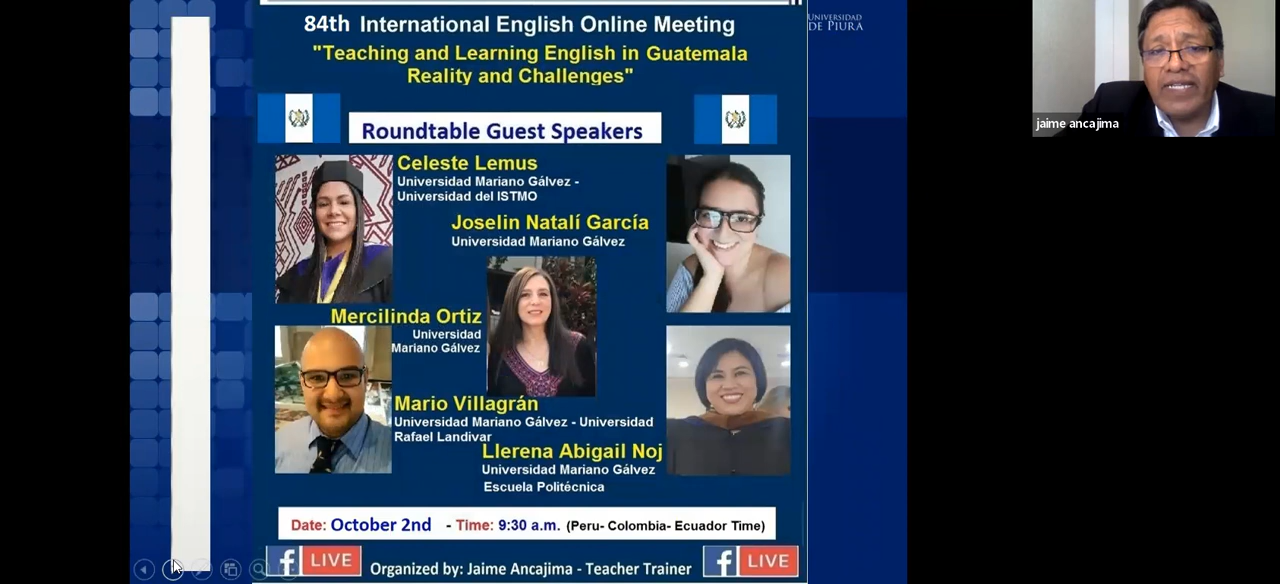 84th International English Online Meeting
"Teaching and Learning English in Guatemala
Reality and Challenges"
UNIVERSIDAD
DE PIURA
Roundtable Guest Speakers
Celeste Lemus
Universidad Mariano Gálvez -
Universidad del ISTMO
Joselin Natalí García
Universidad Mariano Gálvez
Mercilinda Ortiz
Universidad
Mariano Gálvez
Mario Villagrán
Universidad Mariano Gálvez - Universidad
Rafael Landivar
Llerena Abigail Noj
Universidad Mariano Gálvez
Escuela Politécnica
Date: October 2nd - Time: 9:30 a.m. (Peru- Colombia- Ecuador Time)
f LIVE
Organized by: Jaime Ancajima - Teacher Trainer
f LIVE
jaime ancajima